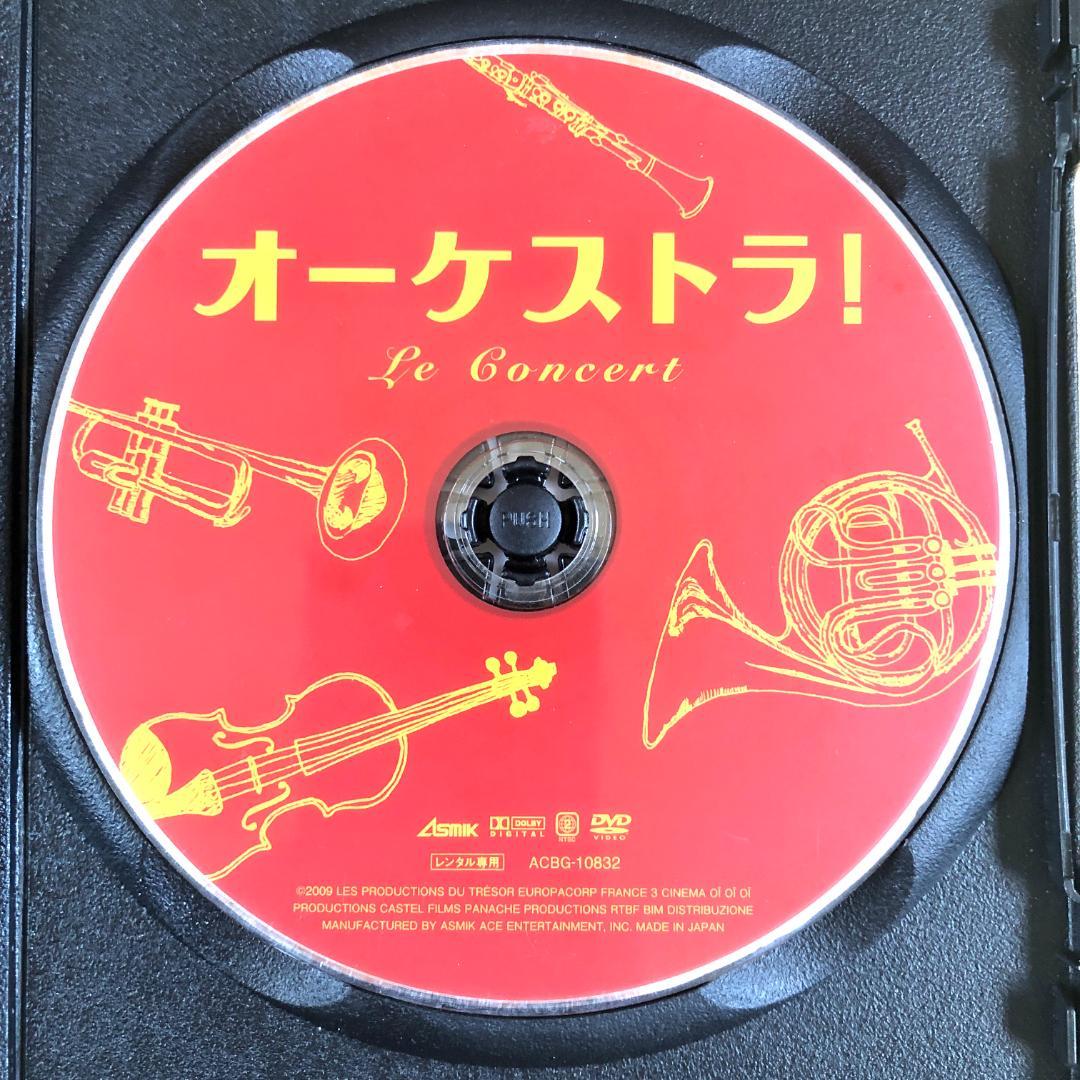 オーケストラ!
Le Concert
PUSH
ASMIK DOLBY DIGITAL 2 NTSC DVD VIDEO
レンタル専用 ACBG-10832
©2009 LES PRODUCTIONS DU TRÉSOR EUROPACORP FRANCE 3 CINEMA OÏ OÏ OÏ
PRODUCTIONS CASTEL FILMS PANACHE PRODUCTIONS RTBF BIM DISTRIBUZIONE
MANUFACTURED BY ASMIK ACE ENTERTAINMENT, INC. MADE IN JAPAN